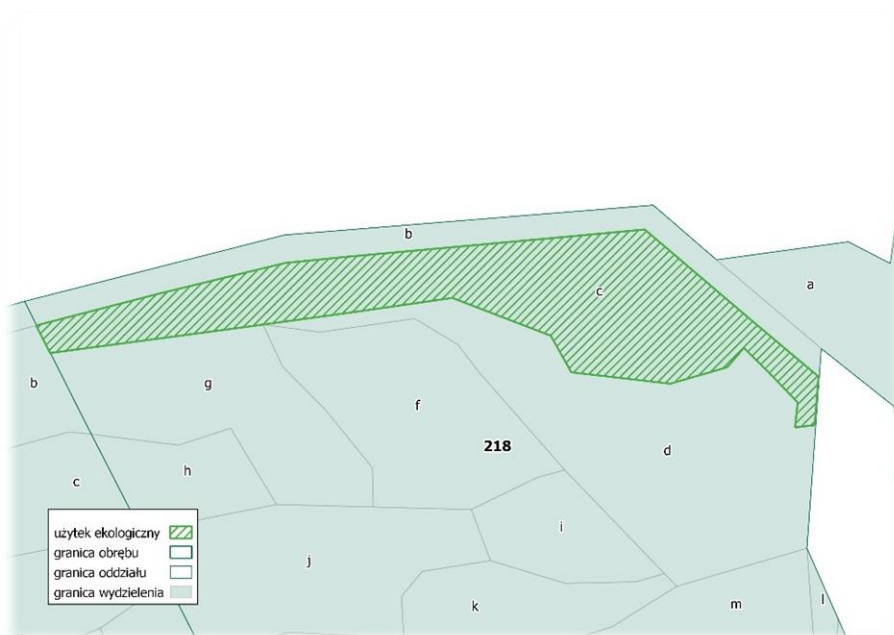 b
a
c
b
g
f
218
d
c
h
i
j
k
m
l
użytek ekologiczny
granica obrębu
granica oddziału
granica wydzielenia